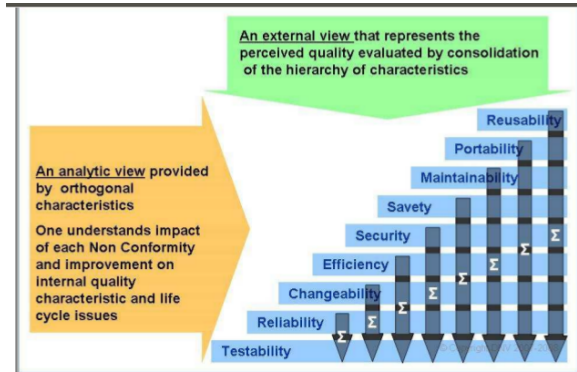 An external view that represents the
perceived quality evaluated by consolidation
of the hierarchy of characteristics
An analytic view provided
by orthogonal
characteristics
One understands impact
of each Non Conformity
and improvement on
internal quality
characteristic and life
cycle issues
Reusability
Portability
Maintainability
Savety
Security
Efficiency
Changeability
Reliability
Testability
Σ
Σ
Σ
Σ
Σ
Σ
Σ
Σ